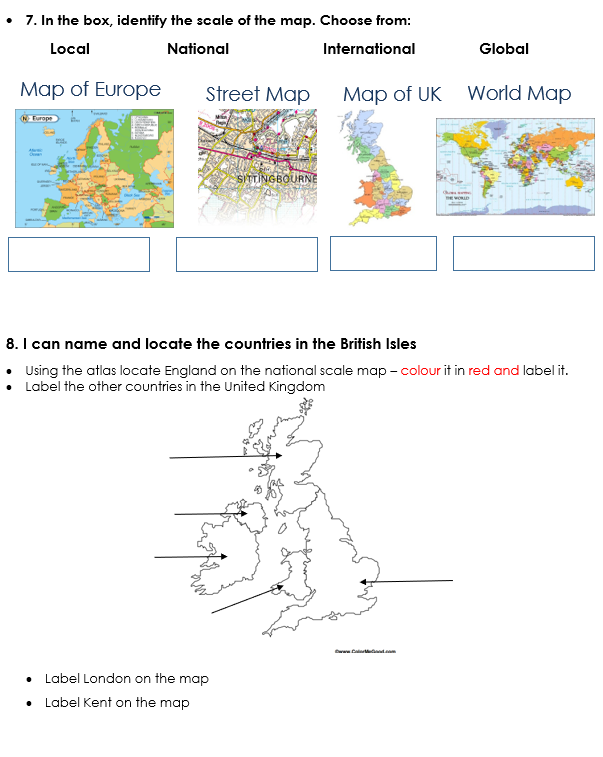 • 7. In the box, identify the scale of the map. Choose from:
Local National International Global
Map of Europe Street Map Map of UK World Map
Europe
SITTINGBOURNE
THE WORLD
8. I can name and locate the countries in the British Isles
• Using the atlas locate England on the national scale map – colour it in red and label it.
• Label the other countries in the United Kingdom
©www.ColorMeGood.com
• Label London on the map
• Label Kent on the map